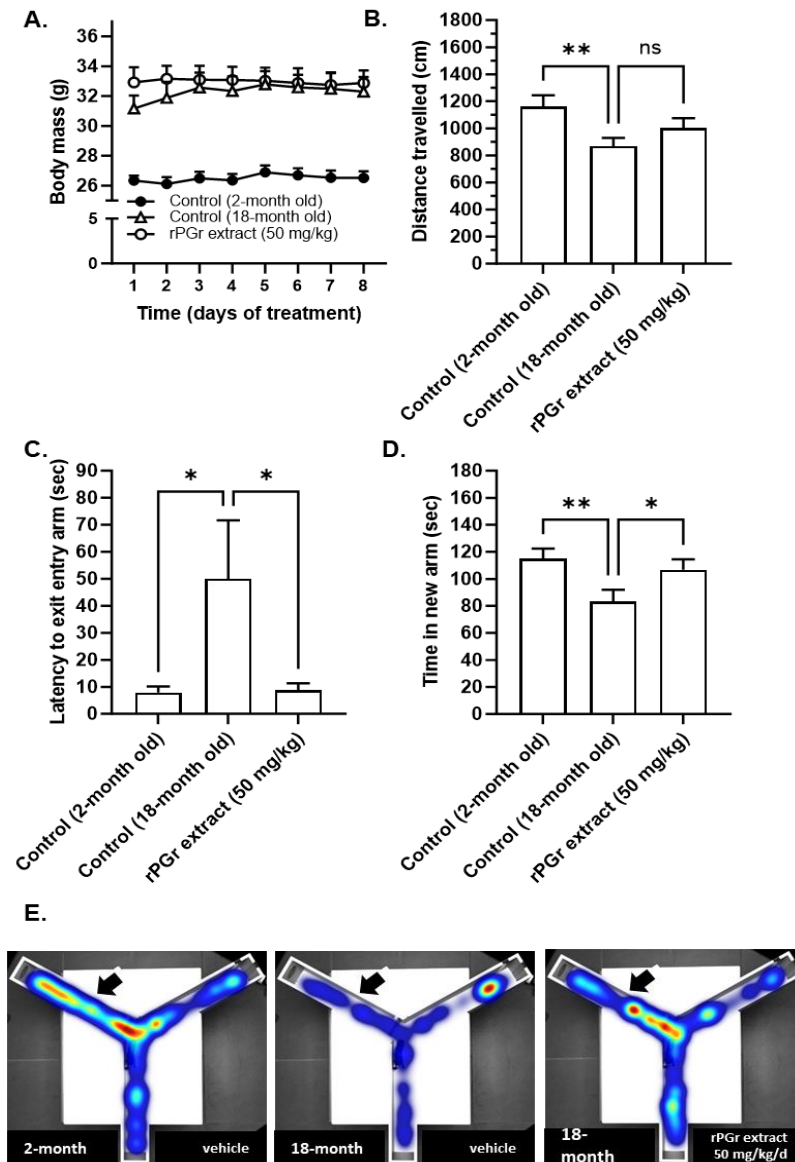 A.
Body mass (g)
36
34
32
30
28
26
5
0
Control (2-month old)
Control (18-month old)
rPGr extract (50 mg/kg)
1 2 3 4 5 6 7 8
Time (days of treatment)
B.
Distance travelled (cm)
1800
1600
1400
1200
1000
800
600
400
200
0
** ns
Control (2-month old)
Control (18-month old)
rPGr extract (50 mg/kg)
C.
Latency to exit entry arm (sec)
90
80
70
60
50
40
30
20
10
0
* *
Control (2-month old)
Control (18-month old)
rPGr extract (50 mg/kg)
D.
Time in new arm (sec)
180
160
140
120
100
80
60
40
20
0
** *
Control (2-month old)
Control (18-month old)
rPGr extract (50 mg/kg)
E.
2-month vehicle
18-month vehicle
18-
month
rPGr extract
50 mg/kg/d